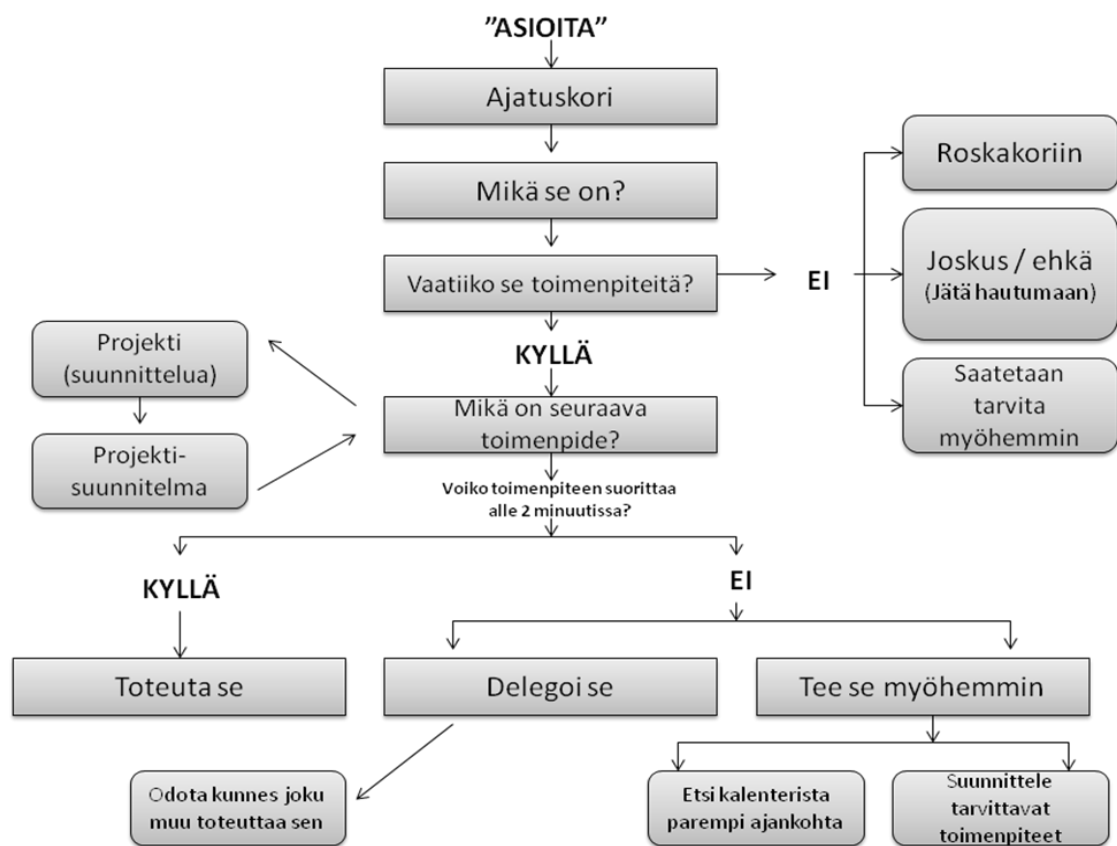 "ASIOITA"
Ajatuskori
Mikä se on?
Vaatiiko se toimenpiteitä?
EI
Roskakoriin
Joskus / ehkä
(Jätä hautumaan)
Saatetaan
tarvita
myöhemmin
KYLLÄ
Mikä on seuraava
toimenpide?
Projekti
(suunnittelua)
Projekti-
suunnitelma
Voiko toimenpiteen suorittaa
alle 2 minuutissa?
KYLLÄ
EI
Toteuta se
Delegoi se
Tee se myöhemmin
Odota kunnes joku
muu toteuttaa sen
Etsi kalenterista
parempi ajankohta
Suunnittele
tarvittavat
toimenpiteet